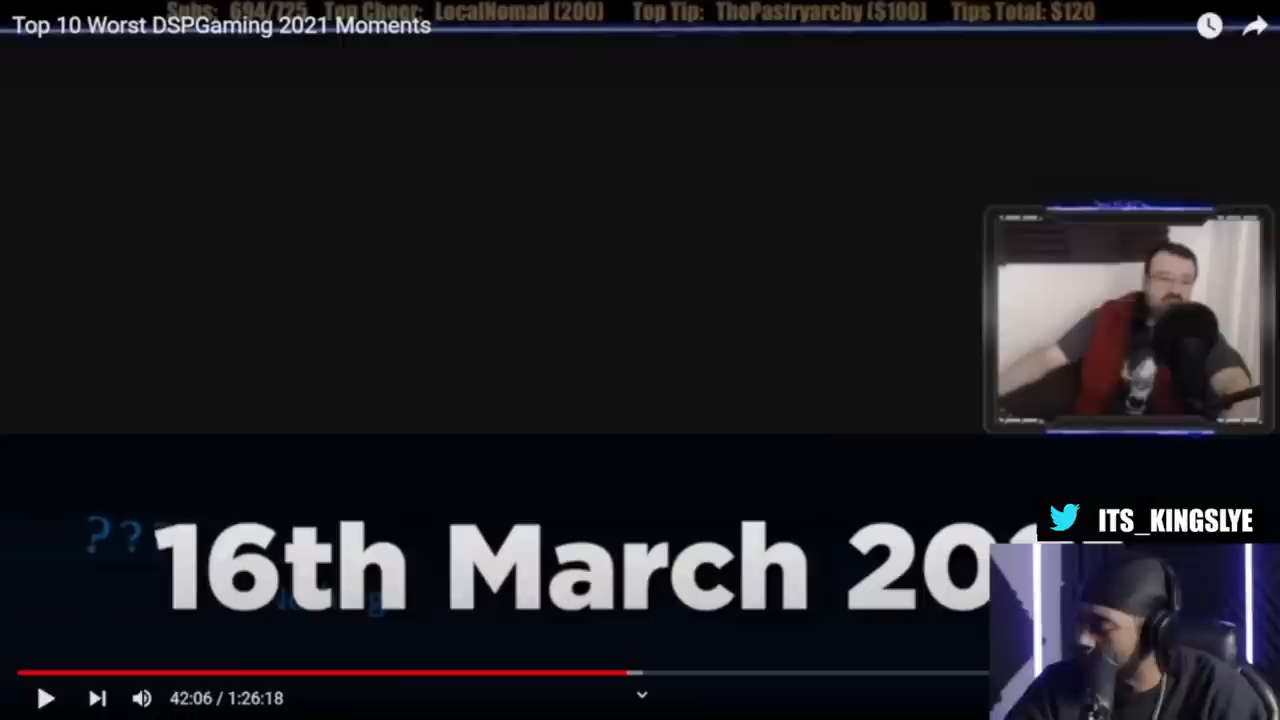 Subs: 694/725 Top Cheer: LocalNomad (200) Top Tip: ThePastryarchy ($100) Tips Total: $120
Top 10 Worst DSPGaming 2021 Moments
???
16th March 20
ITS_KINGSLYE
42:06 / 1:26:18